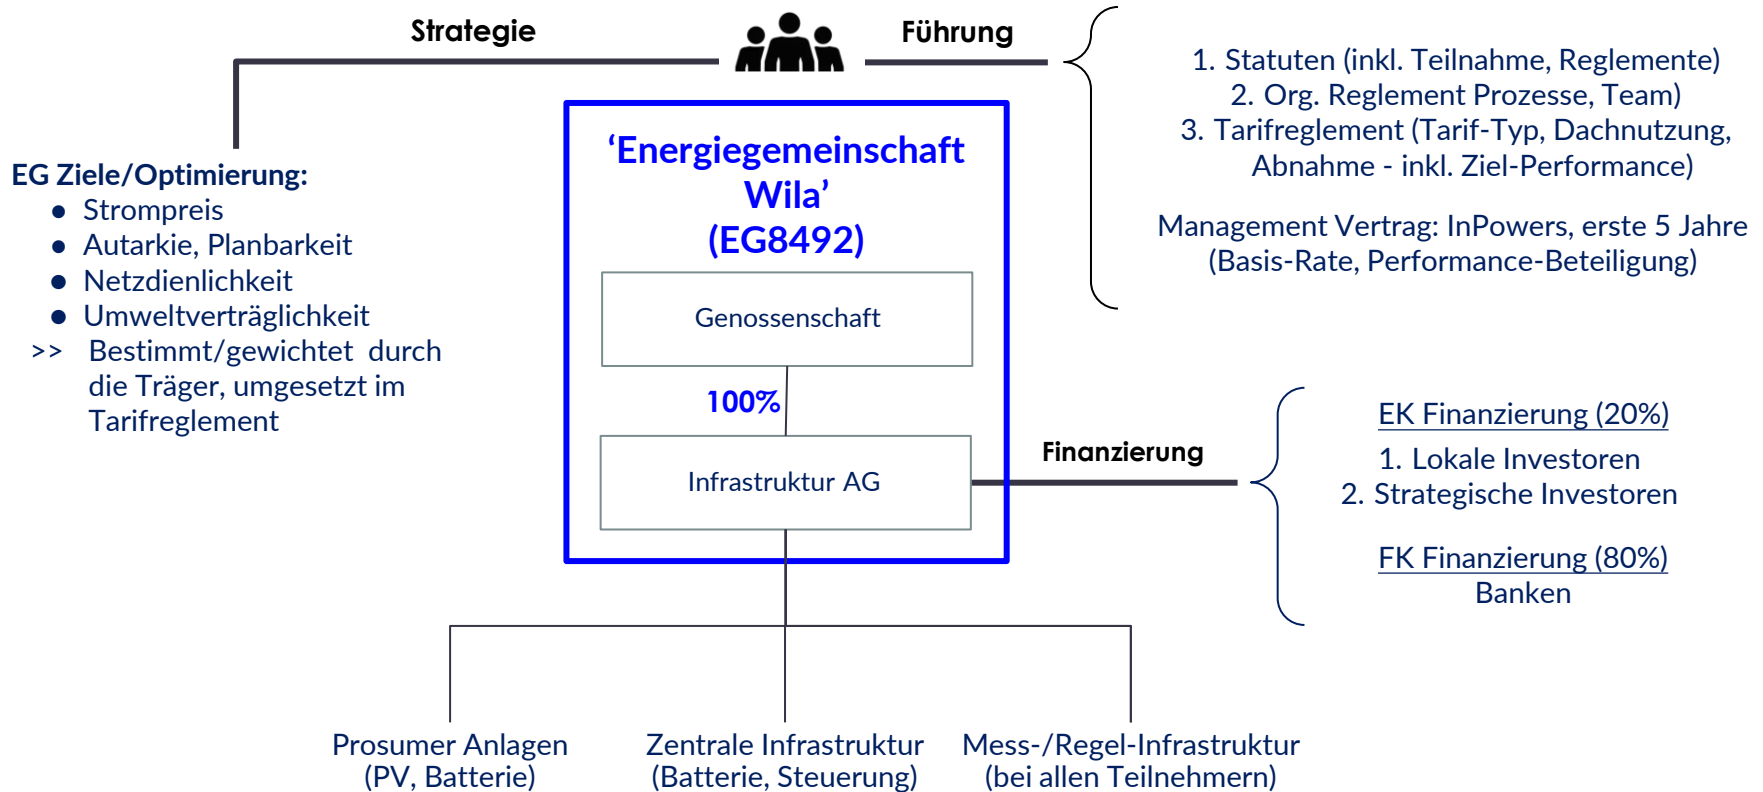 Strategie
Führung
1. Statuten (inkl. Teilnahme, Reglemente)
2. Org. Reglement Prozesse, Team)
3. Tarifreglement (Tarif-Typ, Dachnutzung,
Abnahme - inkl. Ziel-Performance)
Management Vertrag: InPowers, erste 5 Jahre
(Basis-Rate, Performance-Beteiligung)
EG Ziele/Optimierung:
● Strompreis
● Autarkie, Planbarkeit
● Netzdienlichkeit
● Umweltverträglichkeit
>> Bestimmt/gewichtet durch
die Träger, umgesetzt im
Tarifreglement
‘Energiegemeinschaft
Wila’
(EG8492)
Genossenschaft
100%
Infrastruktur AG
Finanzierung
EK Finanzierung (20%)
1. Lokale Investoren
2. Strategische Investoren
FK Finanzierung (80%)
Banken
Prosumer Anlagen
(PV, Batterie)
Zentrale Infrastruktur
(Batterie, Steuerung)
Mess-/Regel-Infrastruktur
(bei allen Teilnehmern)